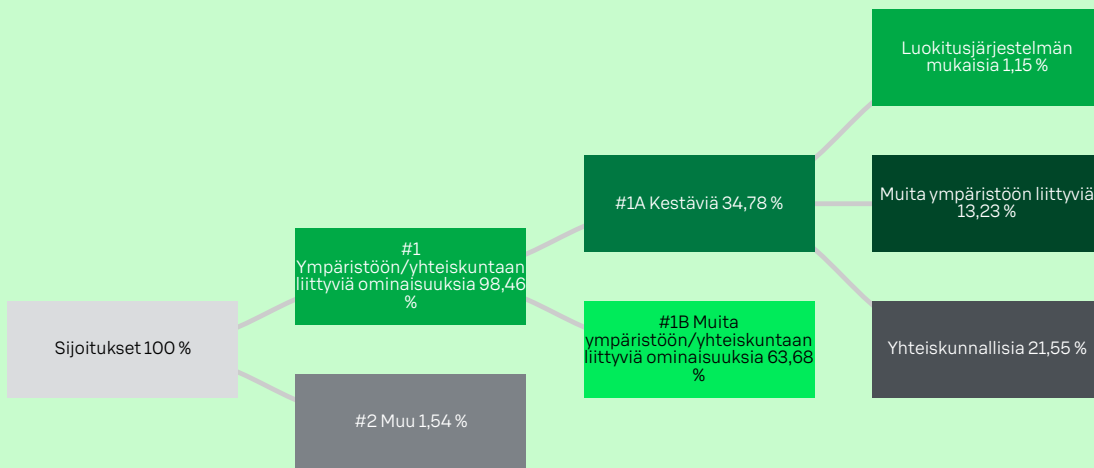 Sijoitukset 100 %
#1
Ympäristöön/yhteiskuntaan
liittyviä ominaisuuksia 98,46
%
#2 Muu 1,54 %
#1A Kestäviä 34,78 %
#1B Muita
ympäristöön/yhteiskuntaan
liittyviä ominaisuuksia 63,68
%
Luokitusjärjestelmän
mukaisia 1,15 %
Muita ympäristöön liittyviä
13,23 %
Yhteiskunnallisia 21,55 %